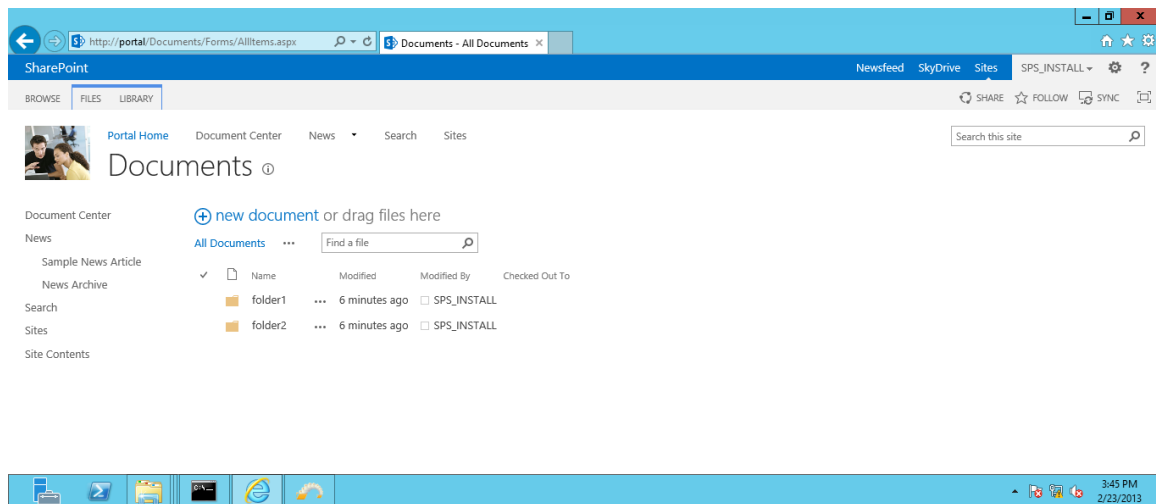 http://portal/Documents/Forms/AllItems.aspx
Documents - All Documents
SharePoint
Newsfeed SkyDrive Sites SPS_INSTALL ?
BROWSE FILES LIBRARY
SHARE FOLLOW SYNC
Portal Home Document Center News Search Sites
Search this site
Documents
Document Center
News
Sample News Article
News Archive
Search
Sites
Site Contents
new document or drag files here
All Documents ... Find a file
Name Modified Modified By Checked Out To
folder1 ... 6 minutes ago SPS_INSTALL
folder2 ... 6 minutes ago SPS_INSTALL
3:45 PM
2/23/2013